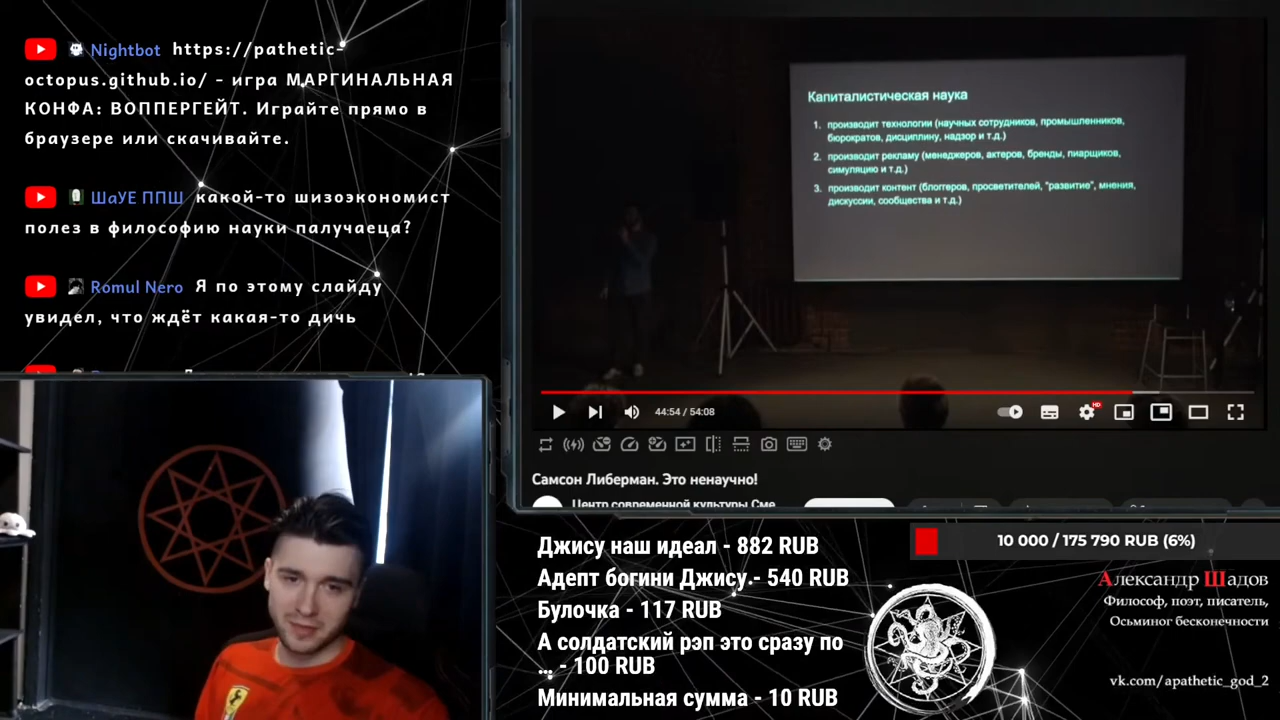 Nightbot https://pathetic-
octopus.github.io/ - игра МАРГИНАЛЬНАЯ
КОНФА: ВОППЕРГЕЙТ. Играйте прямо в
браузере или скачивайте.
ШаУЕ ППШ какой-то шизоэкономист
полез в философию науки палучаеца?
Romul Nero Я по этому слайду
увидел, что ждёт какая-то дичь
Капиталистическая наука
1. производит технологии (научных сотрудников, промышленников,
бюрократов, дисциплину, надзор и т.д.)
2. производит рекламу (менеджеров, актеров, бренды, пиарщиков,
симуляцию и т.д.)
3. производит контент (блоггеров, просветителей, "развитие", мнения,
дискуссии, сообщества и т.д.)
44:54 / 54:08
HD
Самсон Либерман. Это ненаучно!
Центр современной культуры Сме
Джису наш идеал - 882 RUB
Адепт богини Джису - 540 RUB
Булочка - 117 RUB
А солдатский рэп это сразу по
... - 100 RUB
Минимальная сумма - 10 RUB
10 000 / 175 790 RUB (6%)
Александр Шадов
Философ, поэт, писатель,
Осьминог бесконечности
vk.com/apathetic_god_2